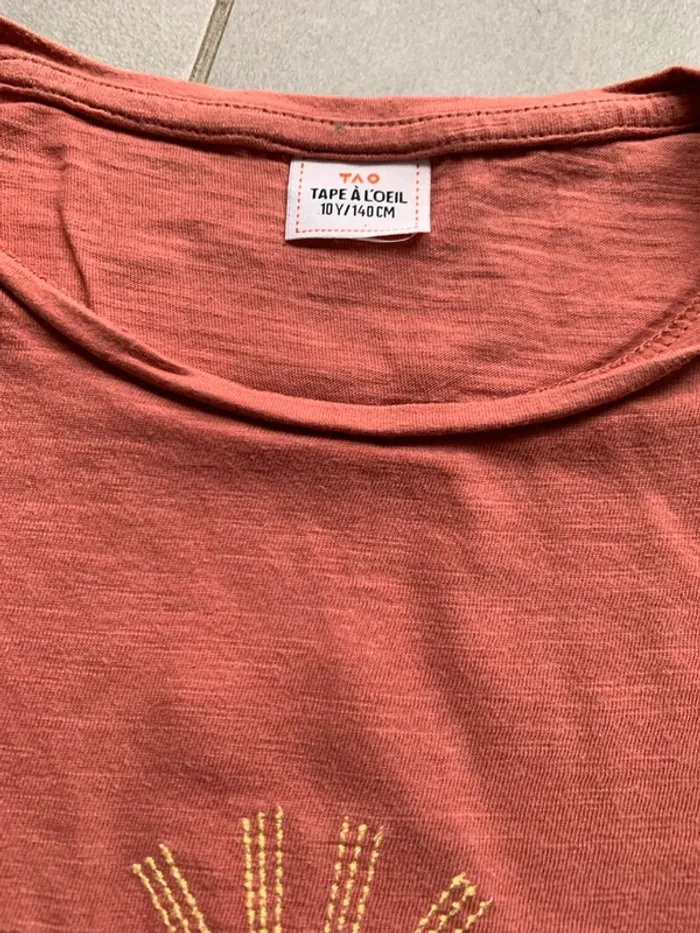 TAO
TAPE À L'OEIL
10Y/140CM